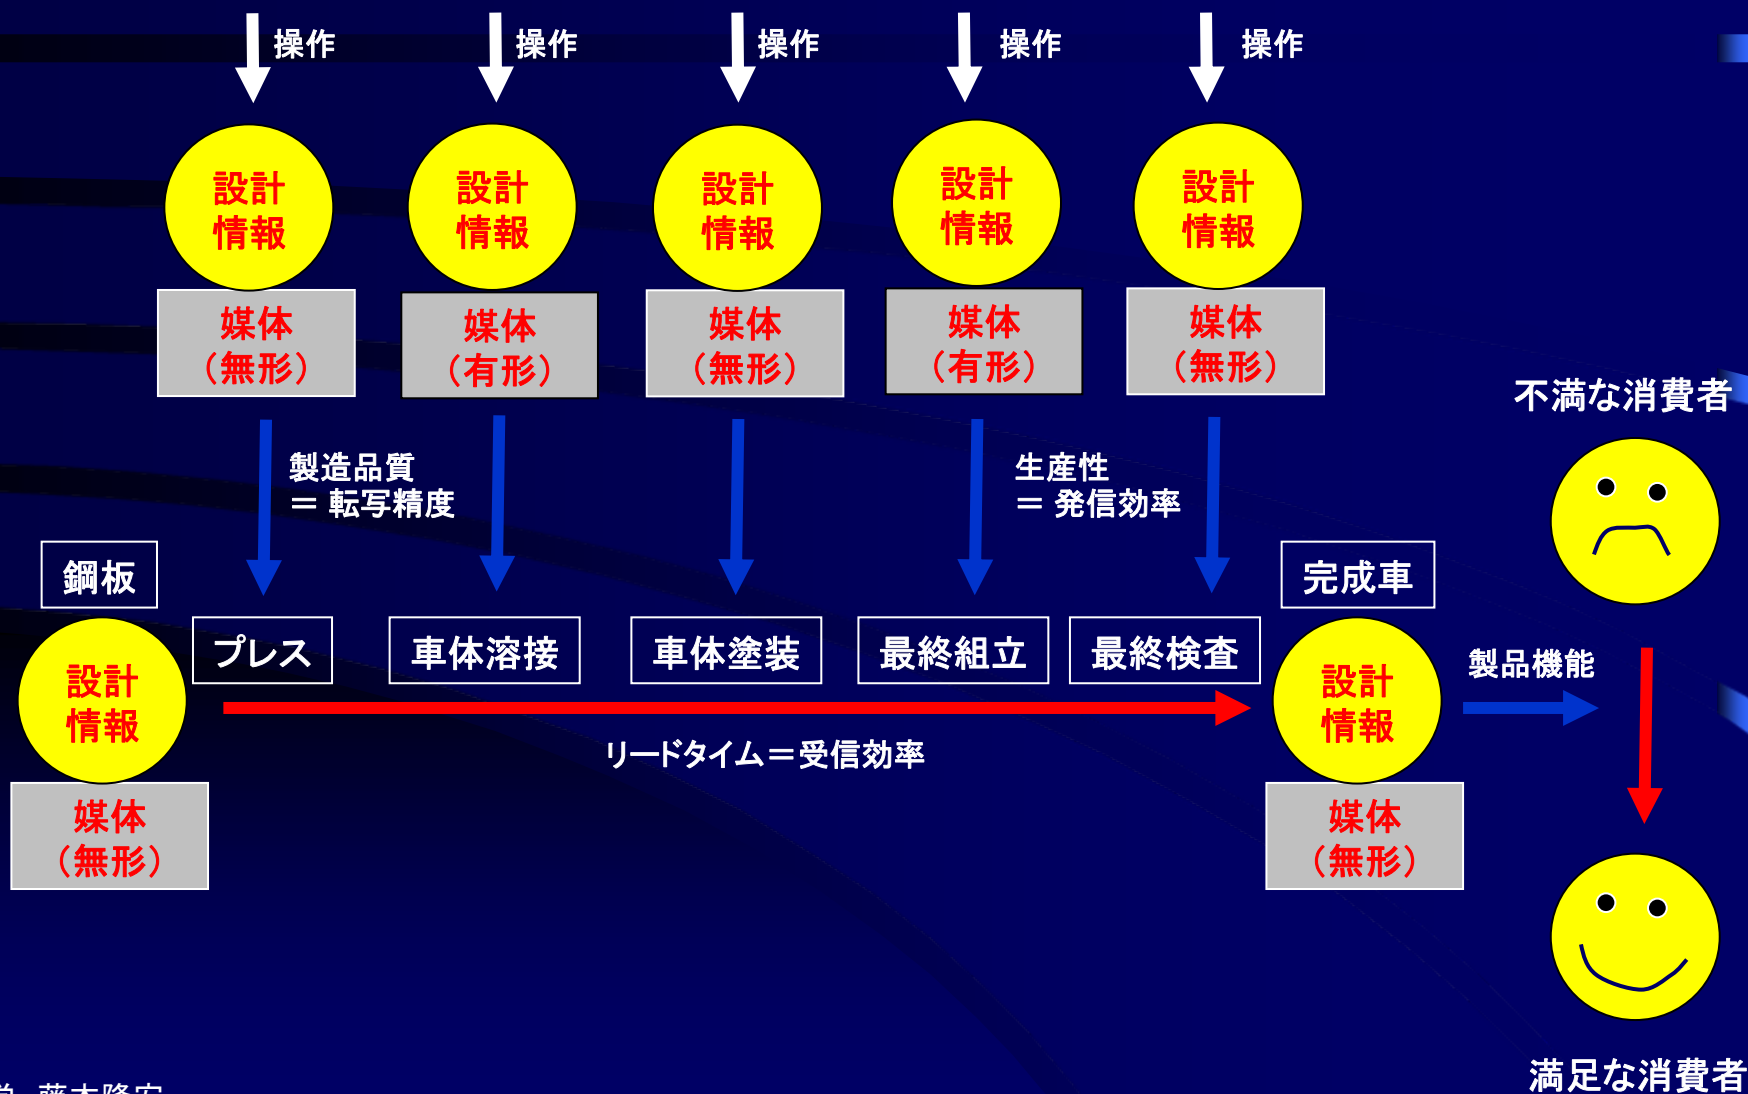 操作
操作
操作
操作
操作
設計
情報
媒体
（無形）
設計
情報
媒体
（有形）
設計
情報
媒体
（無形）
設計
情報
媒体
（有形）
設計
情報
媒体
（無形）
不満な消費者
製造品質
＝ 転写精度
生産性
＝ 発信効率
鋼板
完成車
プレス
車体溶接
車体塗装
最終組立
最終検査
製品機能
設計
情報
媒体
（無形）
リードタイム＝受信効率
設計
情報
媒体
（無形）
満足な消費者